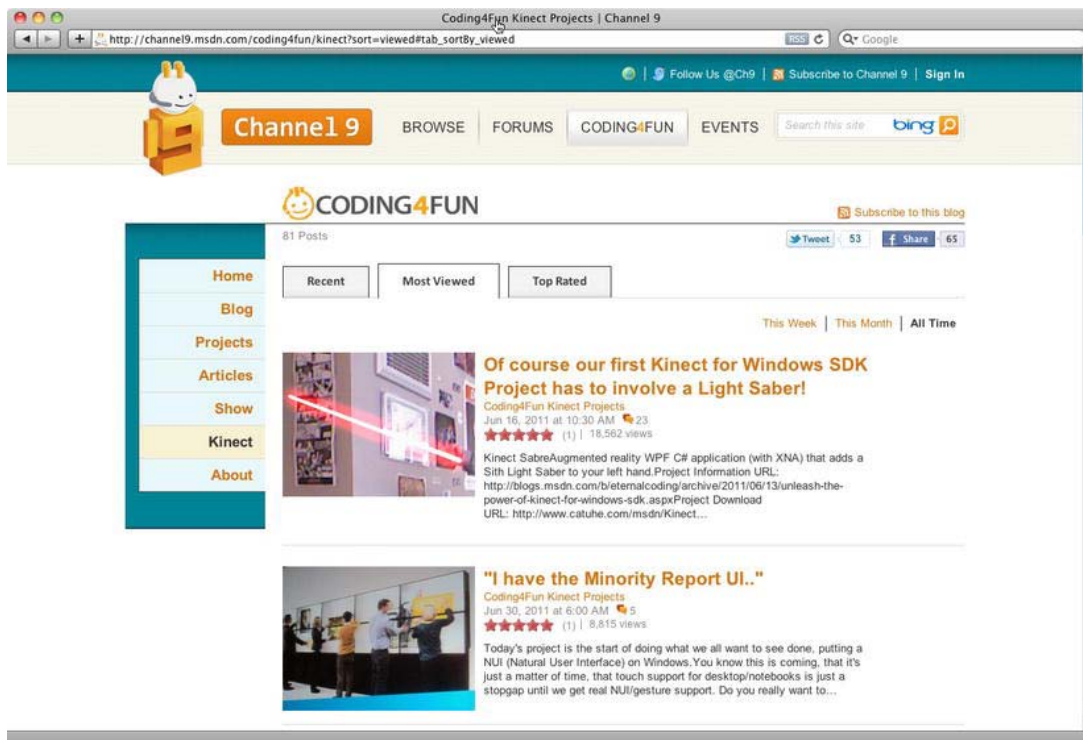 Coding4Fun Kinect Projects | Channel 9
http://channel9.msdn.com/coding4fun/kinect?sort=viewed#tab_sortBy_viewed
RSS
Google
Follow Us @Ch9 | Subscribe to Channel 9 | Sign In
9
Channel 9
BROWSE
FORUMS
CODING4FUN
EVENTS
Search this site
bing
CODING4FUN
Subscribe to this blog
81 Posts
Tweet 53
Share 65
Home
Blog
Projects
Articles
Show
Kinect
About
Recent
Most Viewed
Top Rated
This Week | This Month | All Time
Of course our first Kinect for Windows SDK
Project has to involve a Light Saber!
Coding4Fun Kinect Projects
Jun 16, 2011 at 10:30 AM 23
(1) | 18,562 views
Kinect SabreAugmented reality WPF C# application (with XNA) that adds a
Sith Light Saber to your left hand.Project Information URL:
http://blogs.msdn.com/b/eternalcoding/archive/2011/06/13/unleash-the-
power-of-kinect-for-windows-sdk.aspxProject Download
URL: http://www.catuhe.com/msdn/Kinect...
"I have the Minority Report UI.."
Coding4Fun Kinect Projects
Jun 30, 2011 at 6:00 AM 5
(1) | 8,815 views
Today's project is the start of doing what we all want to see done, putting a
NUI (Natural User Interface) on Windows.You know this is coming, that it's
just a matter of time, that touch support for desktop/notebooks is just a
stopgap until we get real NUI/gesture support. Do you really want to...